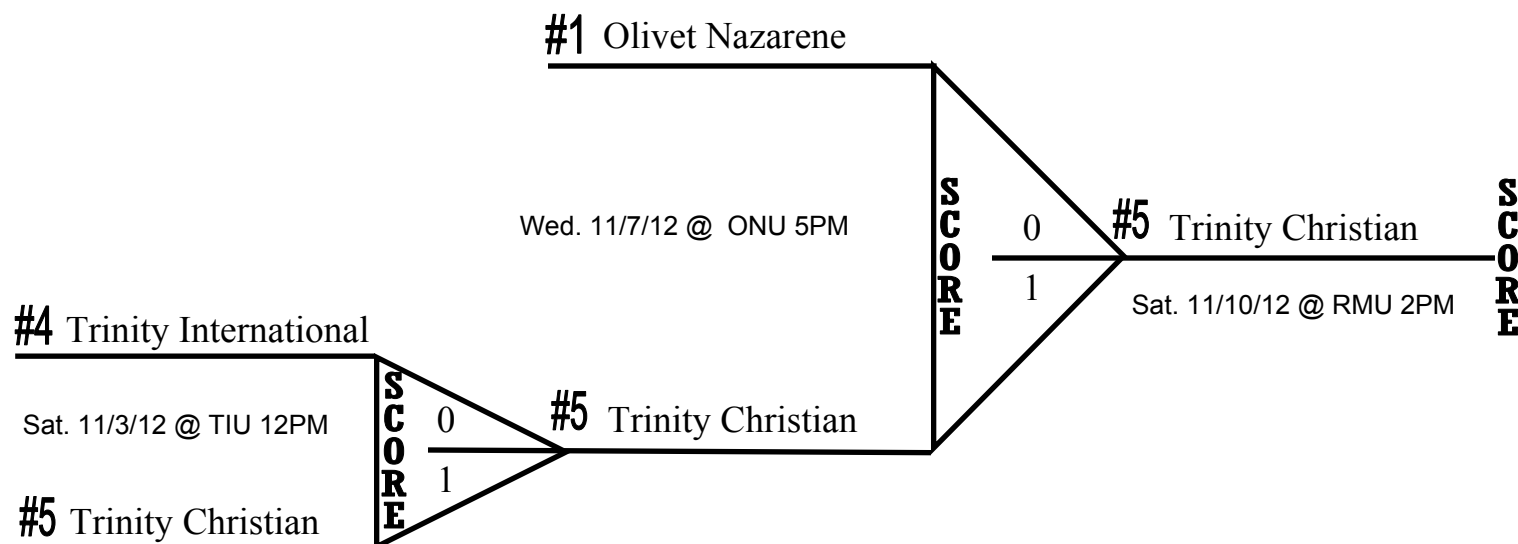 #1 Olivet Nazarene
Wed. 11/7/12 @ ONU 5PM
SCORE
0
1
#5 Trinity Christian
Sat. 11/10/12 @ RMU 2PM
SCORE
#4 Trinity International
Sat. 11/3/12 @ TIU 12PM
SCORE
0
1
#5 Trinity Christian
#5 Trinity Christian